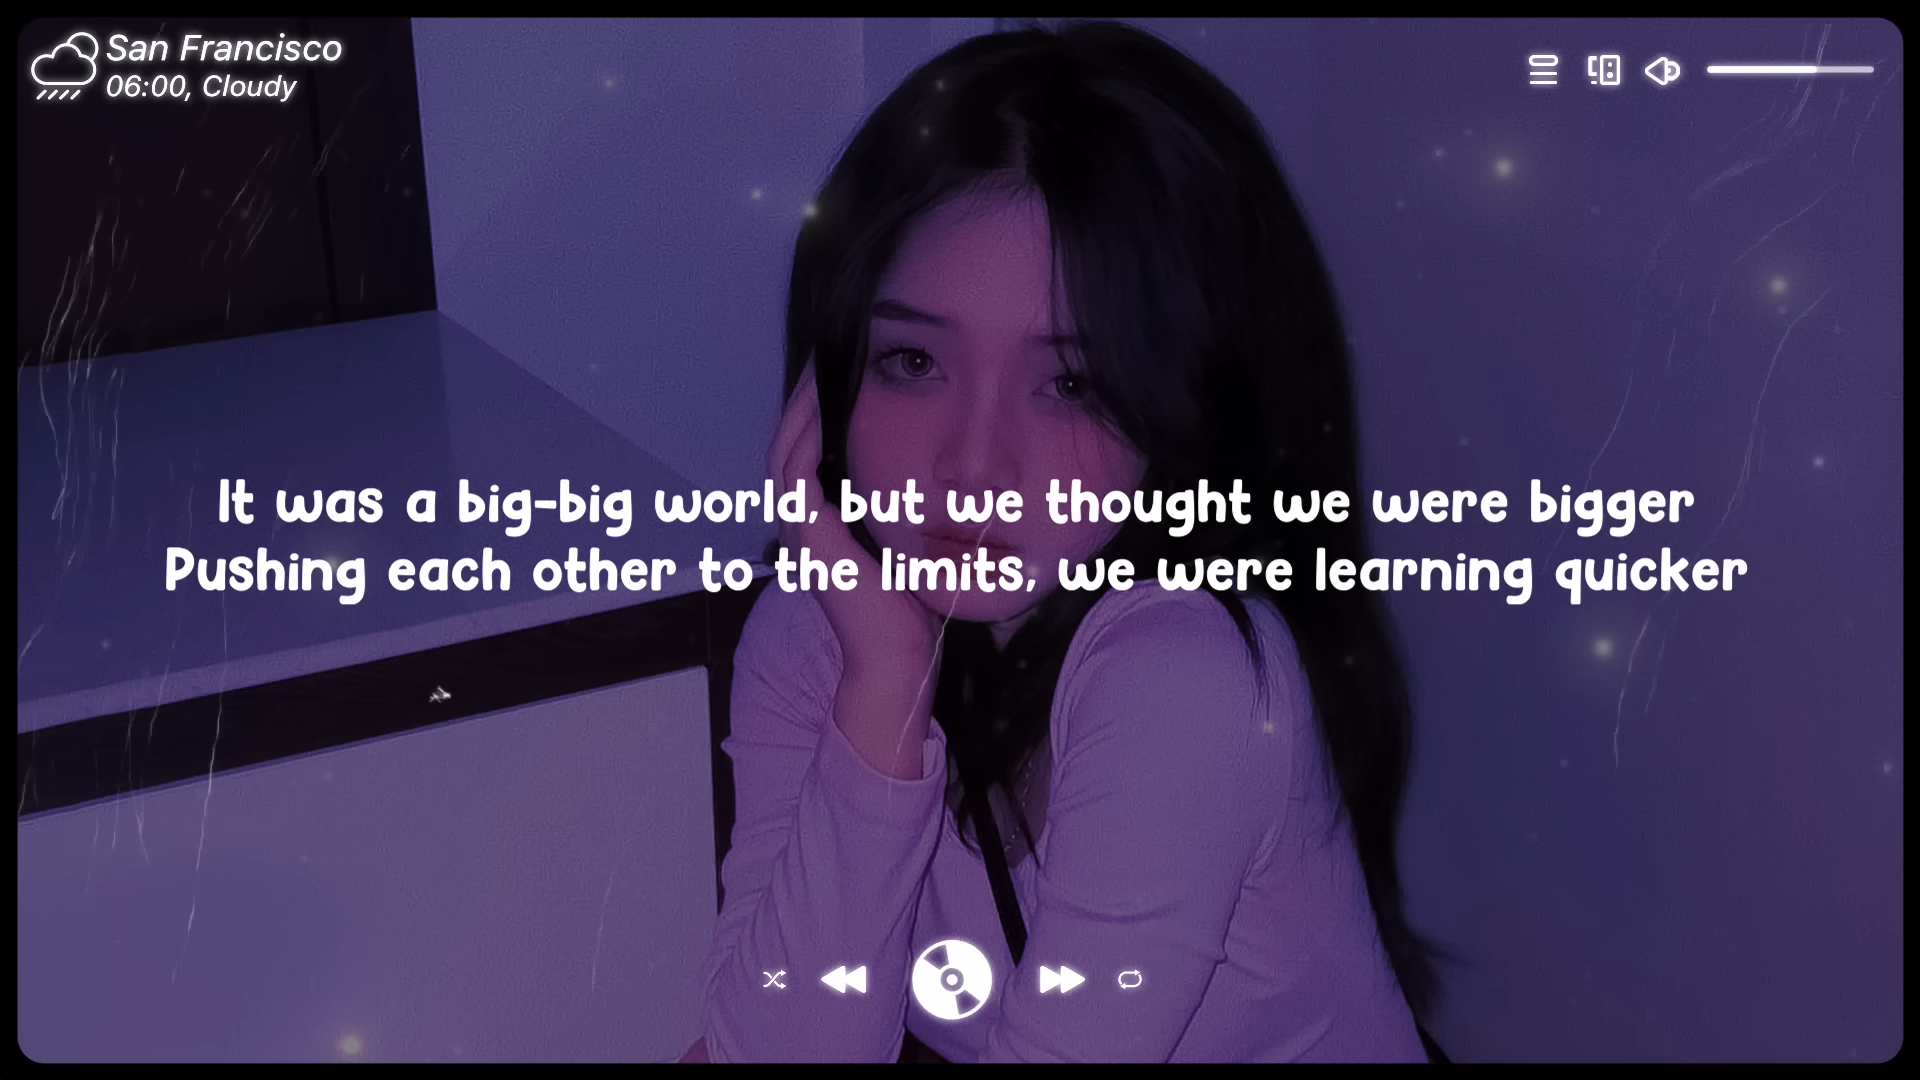 San Francisco
06:00, Cloudy
It was a big-big world, but we thought we were bigger
Pushing each other to the limits, we were learning quicker